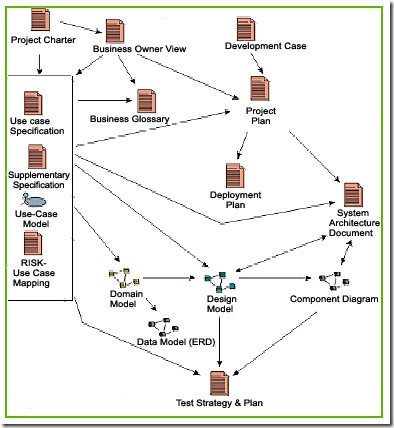 Project Charter
Business Owner View
Development Case
Use case
Specification
Business Glossary
Project
Plan
Supplementary
Specification
Deployment
Plan
Use-Case
Model
System
Architecture
Document
RISK-
Use Case
Mapping
Domain
Model
Design
Model
Component Diagram
Data Model (ERD)
Test Strategy & Plan